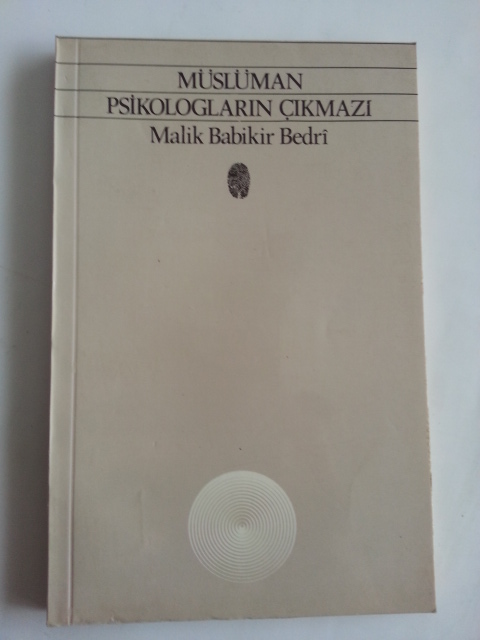 MÜSLÜMAN
PSİKOLOGLARIN ÇIKMAZI
Malik Babikir Bedrî